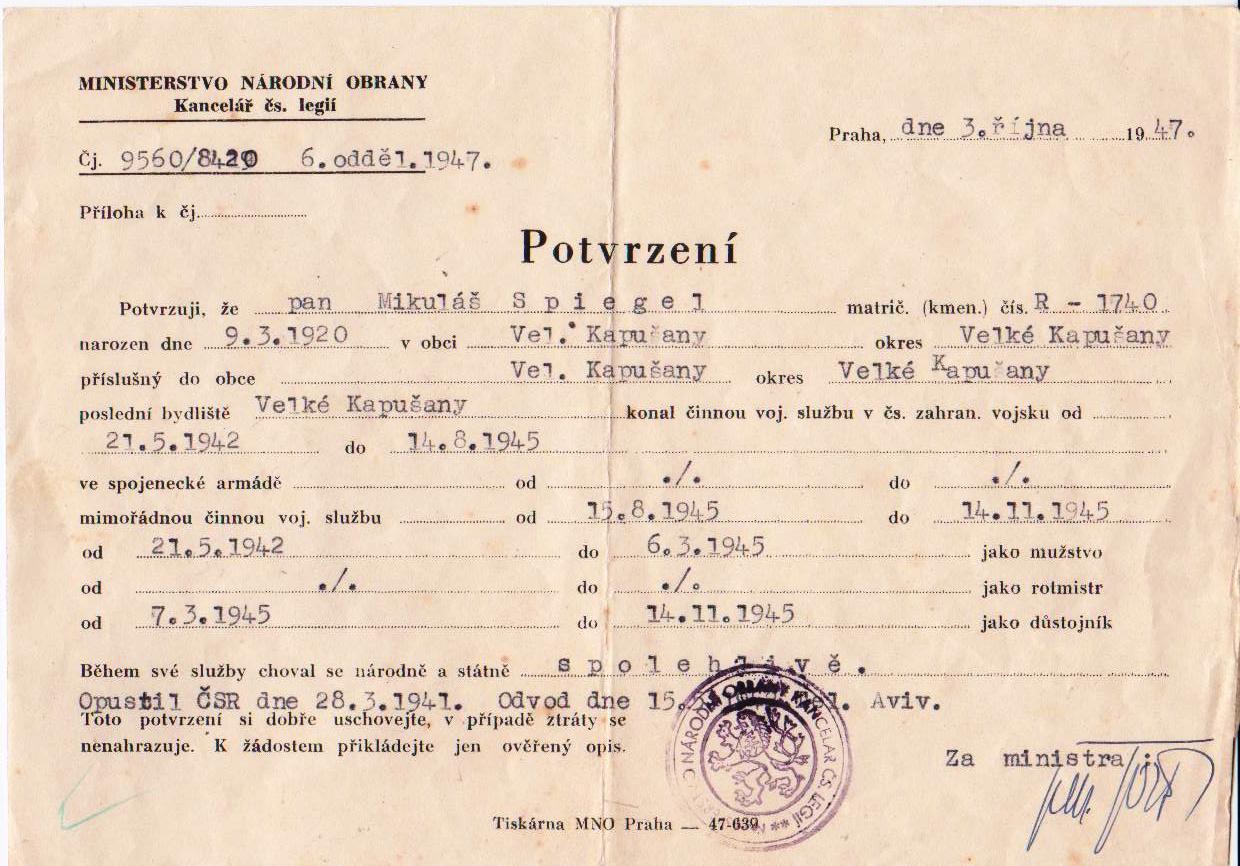 MINISTERSTVO NÁRODNÍ OBRANY
Kancelář čs. legií
Praha, dne 3. října 1947.
Čj. 9560/8420 6.odděl.1947.
Příloha k čj.
Potvrzení
Potvrzuji, že pan Mikuláš Spiegel matrič. (kmen.) čís. R - 1740
narozen dne 9.3.1920 v obci Vel. Kapušany okres Velké Kapušany
příslušný do obce Vel. Kapušany okres Velké Kapušany
poslední bydliště Velké Kapušany konal činnou voj. službu v čs. zahran. vojsku od
21.5.1942 do 14.8.1945
ve spojenecké armádě od ./. do ./.
mimořádnou činnou voj. službu od 15.8.1945 do 14.11.1945
od 21.5.1942 do 6.3.1945 jako mužstvo
od ./. do ./. jako rotmistr
od 7.3.1945 do 14.11.1945 jako důstojník
Během své služby choval se národně a státně spolehlivě.
Opustil ČSR dne 28.3.1941. Odvod dne 15. Aviv.
Toto potvrzení si dobře uschovejte, v případě ztráty se
nenahrazuje. K žádostem přikládejte jen ověřený opis.
NÁRODNÍ OBRANY KANCELÁŘ ČS. LEGIÍ
Za ministra:
Tiskárna MNO Praha — 47-639